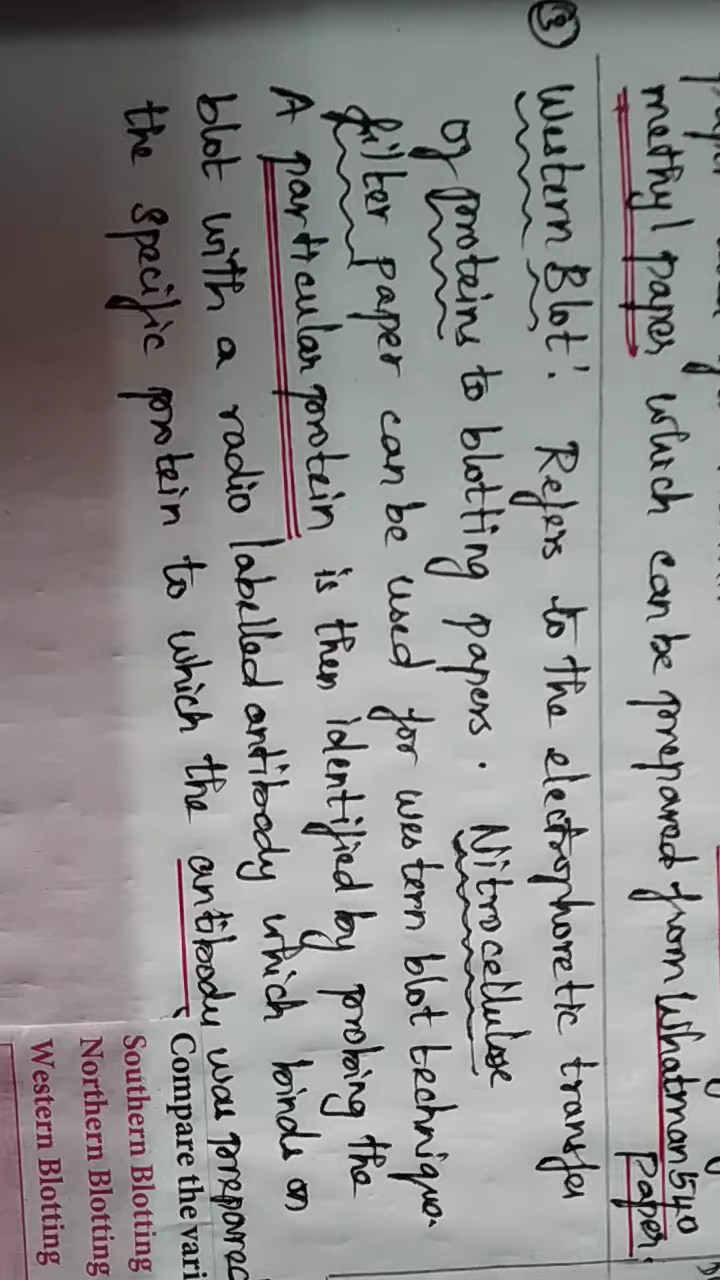 methyl paper, which can be prepared from Whatman 540
paper.
③ Western Blot: Refers to the electrophoretic transfer
of proteins to blotting papers. Nitrocellulose
filter paper can be used for western blot technique.
A particular protein is then identified by probing the
blot with a radio labelled antibody which binds on
the specific protein to which the antibody was prepared
Compare the vari
Southern Blotting
Northern Blotting
Western Blotting